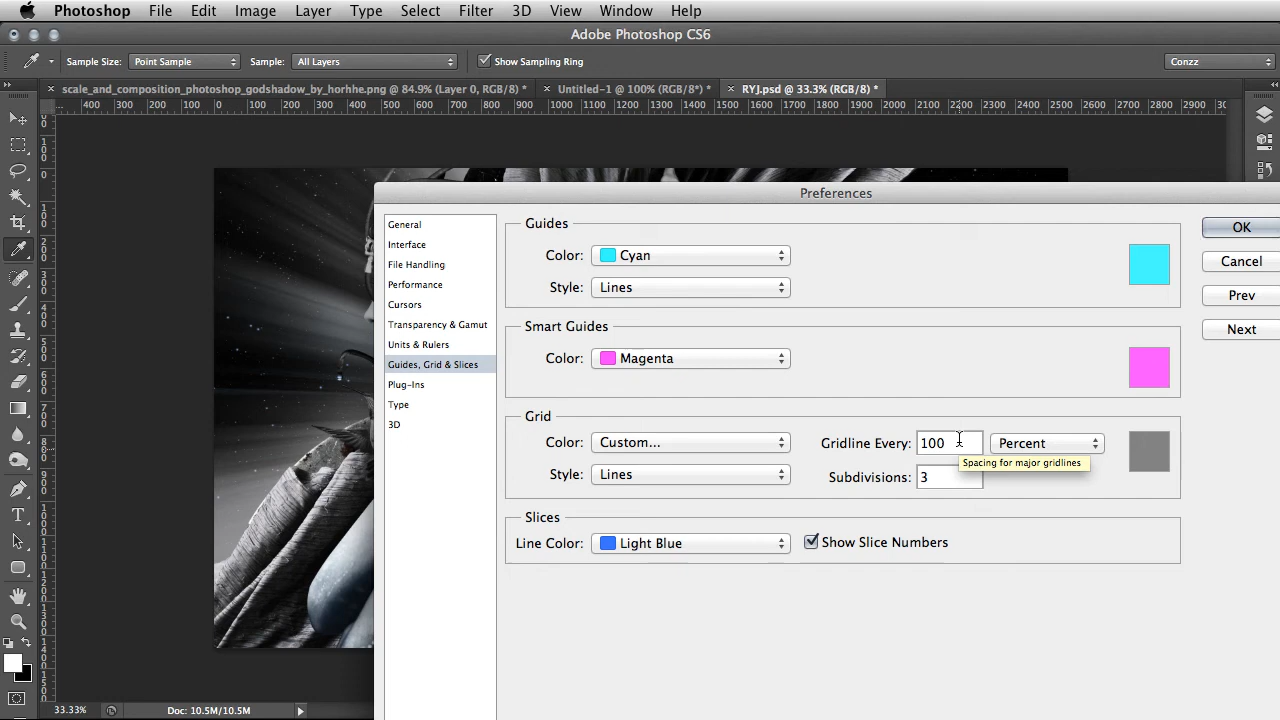 Photoshop File Edit Image Layer Type Select Filter 3D View Window Help
Adobe Photoshop CS6
Sample Size: Point Sample Sample: All Layers Show Sampling Ring Conzz
scale_and_composition_photoshop_godshadow_by_horhhe.png @ 84.9% (Layer 0, RGB/8) * Untitled-1 @ 100% (RGB/8*) * RYJ.psd @ 33.3% (RGB/8) *
400 300 200 100 0 100 200 300 400 500 600 700 800 900 1000 1100 1200 1300 1400 1500 1600 1700 1800 1900 2000 2100 2200 2300 2400 2500 2600 2700 2800 2900
Preferences
General
Interface
File Handling
Performance
Cursors
Transparency & Gamut
Units & Rulers
Guides, Grid & Slices
Plug-Ins
Type
3D
Guides
Color: Cyan
Style: Lines
Smart Guides
Color: Magenta
Grid
Color: Custom... Gridline Every: 100 Percent
Spacing for major gridlines
Style: Lines Subdivisions: 3
Slices
Line Color: Light Blue Show Slice Numbers
OK
Cancel
Prev
Next
33.33% Doc: 10.5M/10.5M